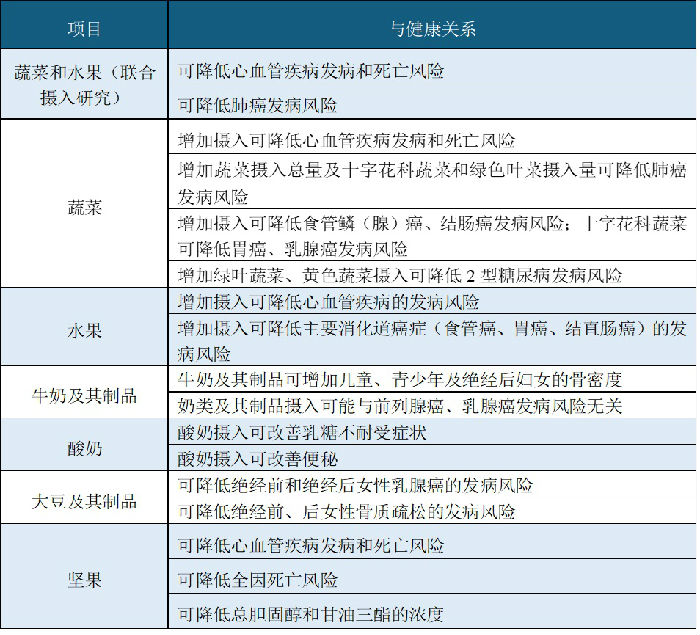 项目
与健康关系
蔬菜和水果（联合
摄入研究）
可降低心血管疾病发病和死亡风险
可降低肺癌发病风险
蔬菜
增加摄入可降低心血管疾病发病和死亡风险
增加蔬菜摄入总量及十字花科蔬菜和绿色叶菜摄入量可降低肺癌
发病风险
增加摄入可降低食管鳞（腺）癌、结肠癌发病风险；十字花科蔬菜
可降低胃癌、乳腺癌发病风险
增加绿叶蔬菜、黄色蔬菜摄入可降低 2 型糖尿病发病风险
水果
增加摄入可降低心血管疾病的发病风险
增加摄入可降低主要消化道癌症（食管癌、胃癌、结直肠癌）的发
病风险
牛奶及其制品
牛奶及其制品可增加儿童、青少年及绝经后妇女的骨密度
奶类及其制品摄入可能与前列腺癌、乳腺癌发病风险无关
酸奶
酸奶摄入可改善乳糖不耐受症状
酸奶摄入可改善便秘
大豆及其制品
可降低绝经前和绝经后女性乳腺癌的发病风险
可降低绝经前、后女性骨质疏松的发病风险
坚果
可降低心血管疾病发病和死亡风险
可降低全因死亡风险
可降低总胆固醇和甘油三酯的浓度